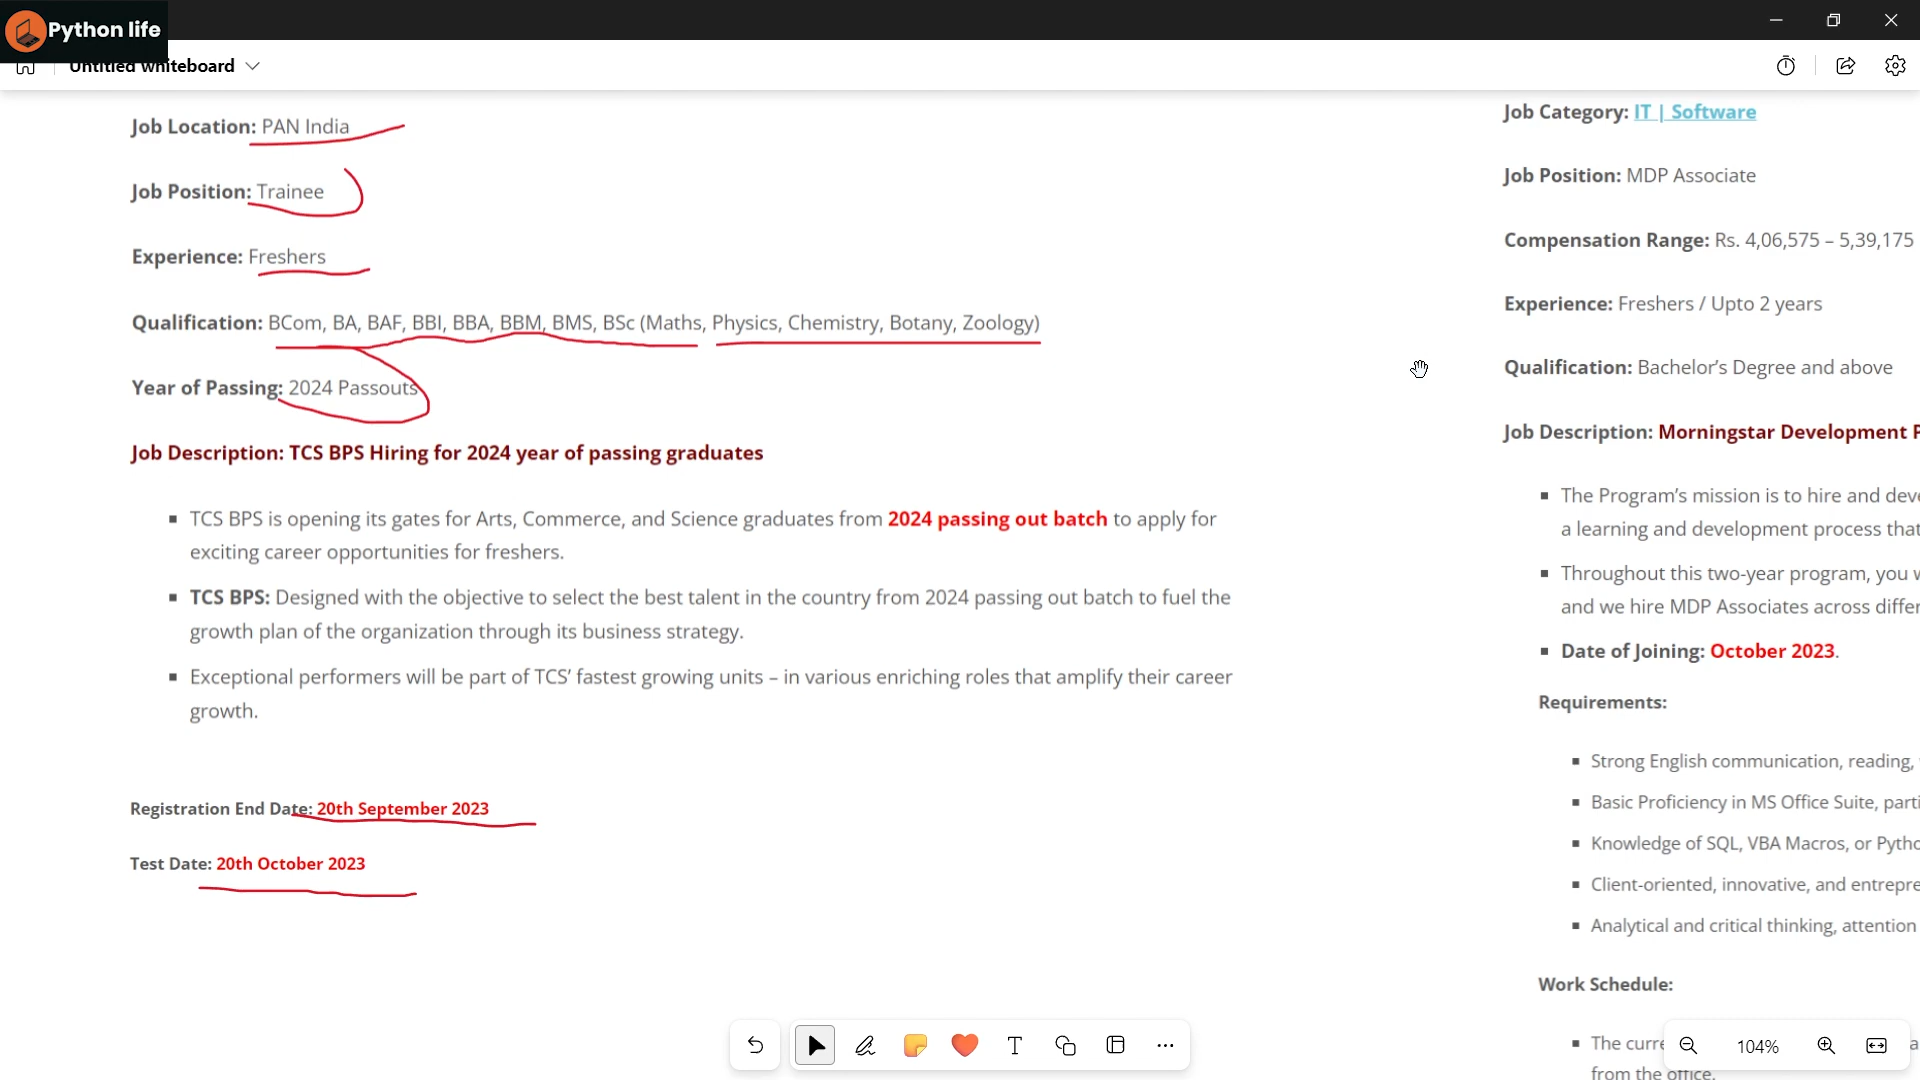 Python life
Untitled whiteboard
Job Location: PAN India
Job Position: Trainee
Experience: Freshers
Qualification: BCom, BA, BAF, BBI, BBA, BBM, BMS, BSc (Maths, Physics, Chemistry, Botany, Zoology)
Year of Passing: 2024 Passouts
Job Description: TCS BPS Hiring for 2024 year of passing graduates
▪ TCS BPS is opening its gates for Arts, Commerce, and Science graduates from 2024 passing out batch to apply for
exciting career opportunities for freshers.
▪ TCS BPS: Designed with the objective to select the best talent in the country from 2024 passing out batch to fuel the
growth plan of the organization through its business strategy.
▪ Exceptional performers will be part of TCS’ fastest growing units – in various enriching roles that amplify their career
growth.
Registration End Date: 20th September 2023
Test Date: 20th October 2023
Job Category: IT | Software
Job Position: MDP Associate
Compensation Range: Rs. 4,06,575 – 5,39,175
Experience: Freshers / Upto 2 years
Qualification: Bachelor’s Degree and above
Job Description: Morningstar Development
▪ The Program’s mission is to hire and
a learning and development process that
▪ Throughout this two-year program, you
and we hire MDP Associates across
▪ Date of Joining: October 2023.
Requirements:
▪ Strong English communication, reading,
▪ Basic Proficiency in MS Office Suite,
▪ Knowledge of SQL, VBA Macros, or
▪ Client-oriented, innovative, and
▪ Analytical and critical thinking, attention
Work Schedule:
▪ The
from the office.
104%